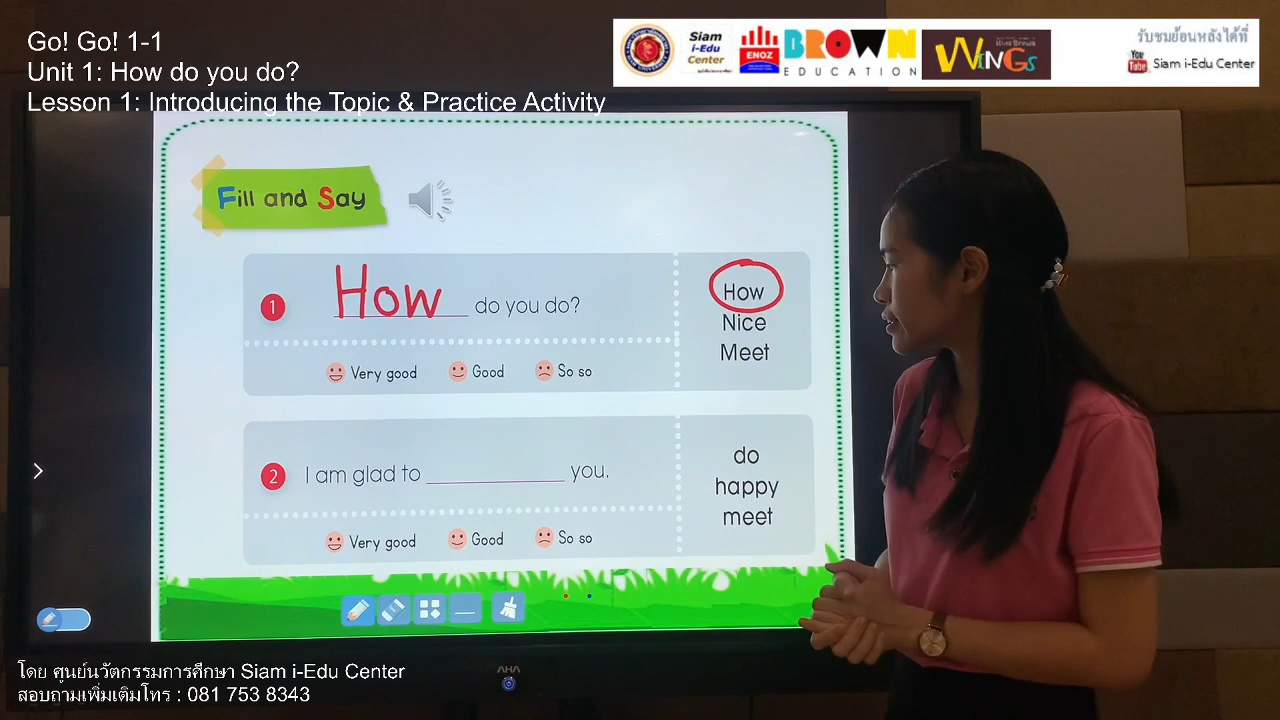 Go! Go! 1-1
Unit 1: How do you do?
Lesson 1: Introducing the Topic & Practice Activity
Siam
i-Edu
Center
ENOZ
BROWN
EDUCATION
WiNGs
รับชมย้อนหลังได้ที่
You
Tube
Siam i-Edu Center
Fill and Say
1 How do you do?
How
Nice
Meet
Very good Good So so
2 I am glad to ____________ you.
do
happy
meet
Very good Good So so
โดย ศูนย์นวัตกรรมการศึกษา Siam i-Edu Center
สอบถามเพิ่มเติมโทร : 081 753 8343
AHA